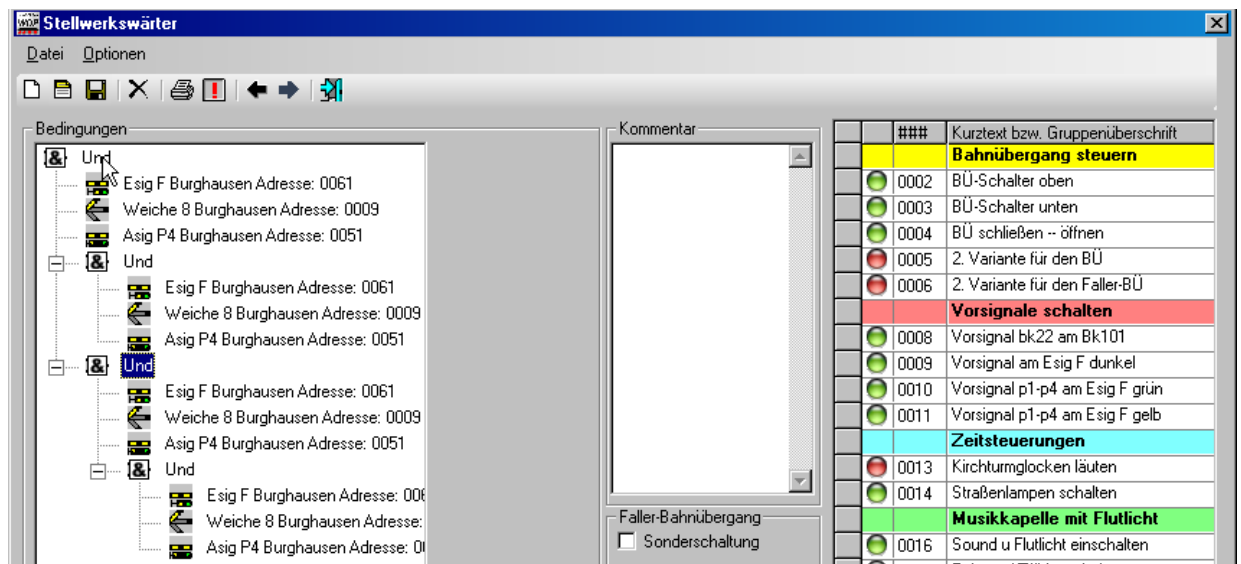 Stellwerkswärter
Datei Optionen
Bedingungen
& Und
Esig F Burghausen Adresse: 0061
Weiche 8 Burghausen Adresse: 0009
Asig P4 Burghausen Adresse: 0051
& Und
Esig F Burghausen Adresse: 0061
Weiche 8 Burghausen Adresse: 0009
Asig P4 Burghausen Adresse: 0051
& Und
Esig F Burghausen Adresse: 0061
Weiche 8 Burghausen Adresse: 0009
Asig P4 Burghausen Adresse: 0051
& Und
Esig F Burghausen Adresse: 006
Weiche 8 Burghausen Adresse:
Asig P4 Burghausen Adresse: 0
Kommentar
Faller-Bahnübergang
Sonderschaltung
### Kurztext bzw. Gruppenüberschrift
Bahnübergang steuern
0002 BÜ-Schalter oben
0003 BÜ-Schalter unten
0004 BÜ schließen -- öffnen
0005 2. Variante für den BÜ
0006 2. Variante für den Faller-BÜ
Vorsignale schalten
0008 Vorsignal bk22 am Bk101
0009 Vorsignal am Esig F dunkel
0010 Vorsignal p1-p4 am Esig F grün
0011 Vorsignal p1-p4 am Esig F gelb
Zeitsteuerungen
0013 Kirchturmglocken läuten
0014 Straßenlampen schalten
Musikkapelle mit Flutlicht
0016 Sound u Flutlicht einschalten